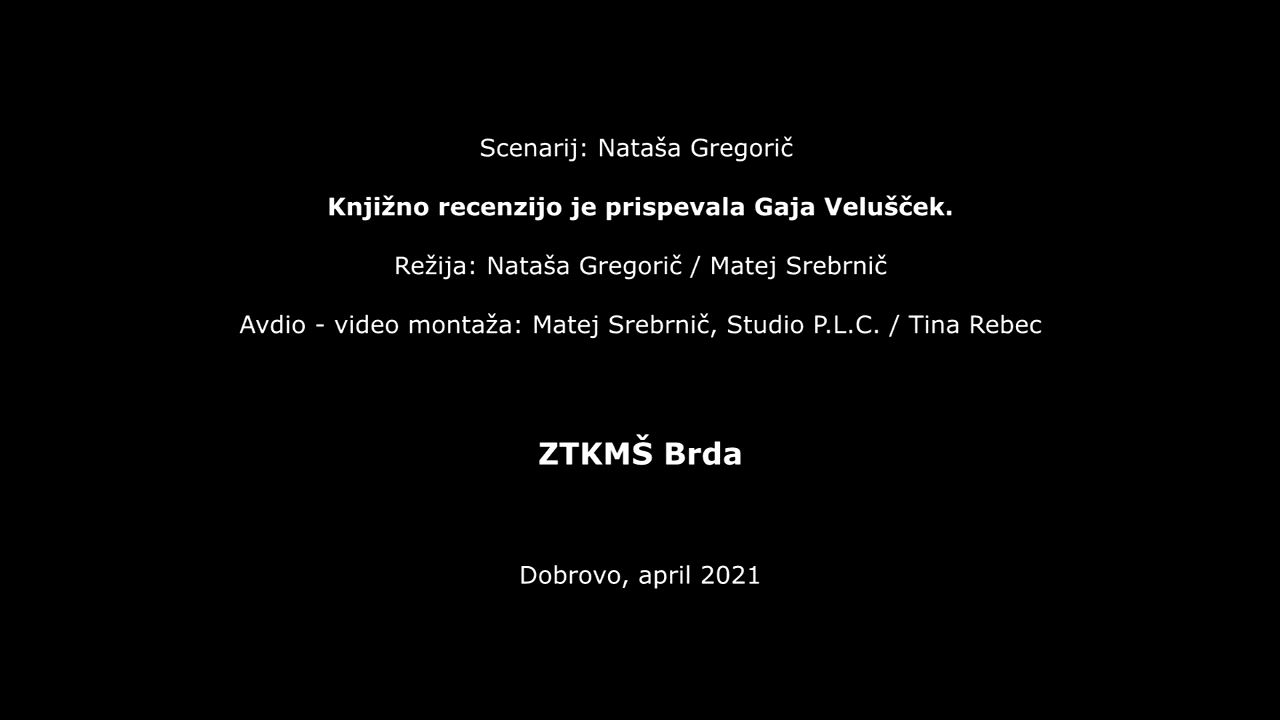 Scenarij: Nataša Gregorič
Knjižno recenzijo je prispevala Gaja Velušček.
Režija: Nataša Gregorič / Matej Srebrnič
Avdio - video montaža: Matej Srebrnič, Studio P.L.C. / Tina Rebec
ZTKMŠ Brda
Dobrovo, april 2021